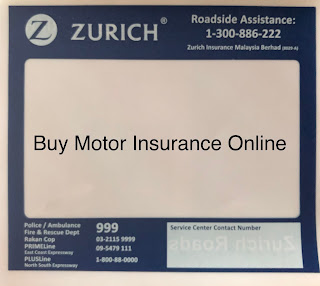 ZURICH®
Roadside Assistance:
1-300-886-222
Zurich Insurance Malaysia Berhad (8029-A)
Buy Motor Insurance Online
Police / Ambulance 999
Fire & Rescue Dept
Rakan Cop 03-2115 9999
PRIMELine 09-5479 111
East Coast Expressway
PLUSLine 1-800-88-0000
North South Expressway
Service Center Contact Number
Zurich Roads